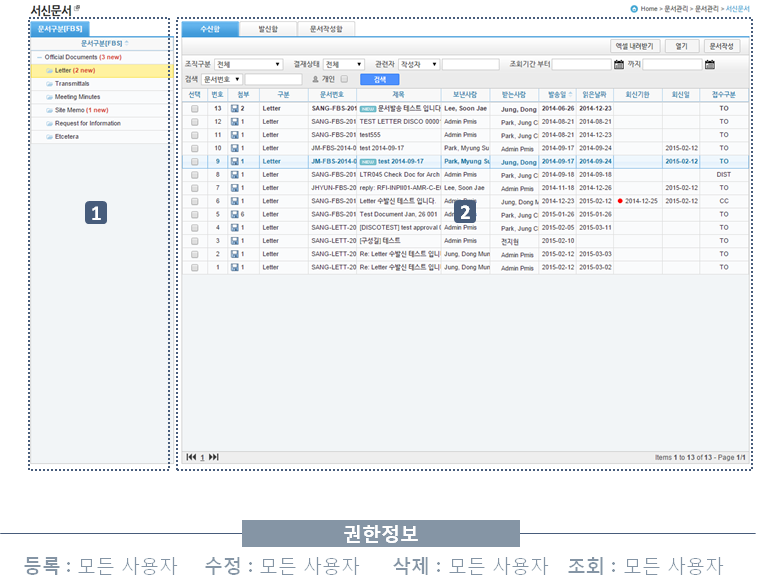 서신문서
Home > 문서관리 > 문서관리 > 서신문서
문서구분[FBS]
문서구분[FBS]
Official Documents (3 new)
Letter (2 new)
Transmittals
Meeting Minutes
Site Memo (1 new)
Request for Information
Etcetera
1
수신함 발신함 문서작성함
엑셀 내려받기 열기 문서작성
조직구분 전체 결재상태 전체 관련자 작성자 조회기간 부터 까지
검색 문서번호 개인 검색
선택 번호 첨부 구분 문서번호 제목 보낸사람 받는사람 발송일 읽은날짜 회신기한 회신일 접수구분
13 2 Letter SANG-FBS-201 NEW 문서발송 테스트 입니다 Lee, Soon Jae Jung, Dong 2014-06-26 2014-12-23 TO
12 1 Letter SANG-FBS-201 TEST LETTER DISCO 00001 Admin Pmis Park, Jung C 2014-08-21 2014-08-21 TO
11 1 Letter SANG-FBS-201 test555 Admin Pmis Park, Jung C 2014-08-21 2014-12-23 TO
10 1 Letter JM-FBS-2014-0 test 2014-09-17 Park, Myung Su Admin Pmis 2014-09-17 2014-09-24 2015-02-12 TO
9 1 Letter JM-FBS-2014-0 NEW test 2014-09-17 Park, Myung Su Jung, Dong 2014-09-17 2014-09-24 2015-02-12 TO
8 1 Letter SANG-FBS-201 LTR045 Check Doc for Arch Admin Pmis Park, Jung C 2014-09-18 2014-09-18 DIST
7 1 Letter JHYUN-FBS-20 reply: RFI-INPII01-AMR-C-E Lee, Soon Jae Admin Pmis 2014-11-18 2014-12-26 2015-02-12 TO
6 1 Letter SANG-FBS-201 Letter 수발신 테스트 입니다. Admin Pmis Jung, Dong M 2014-12-23 2015-02-12 2014-12-25 2015-02-12 CC
5 6 Letter SANG-FBS-201 Test Document Jan, 26 001 Admin Pmis Park, Jung C 2015-01-26 2015-01-26 TO
4 1 Letter SANG-LETT-20 [DISCOTEST] test approval Admin Pmis Park, Jung C 2015-02-05 2015-03-11 TO
3 1 Letter SANG-LETT-20 [구성길] 테스트 Admin Pmis 전지원 2015-02-10 TO
2 1 Letter SANG-LETT-20 Re: Letter 수발신 테스트 입니 Jung, Dong Mun Admin Pmis 2015-02-12 2015-03-03 TO
1 1 Letter SANG-LETT-20 Re: Letter 수발신 테스트 입니 Jung, Dong Mun Admin Pmis 2015-02-12 2015-03-02 TO
2
1
Items 1 to 13 of 13 - Page 1/1
권한정보
등록 : 모든 사용자 수정 : 모든 사용자 삭제 : 모든 사용자 조회 : 모든 사용자